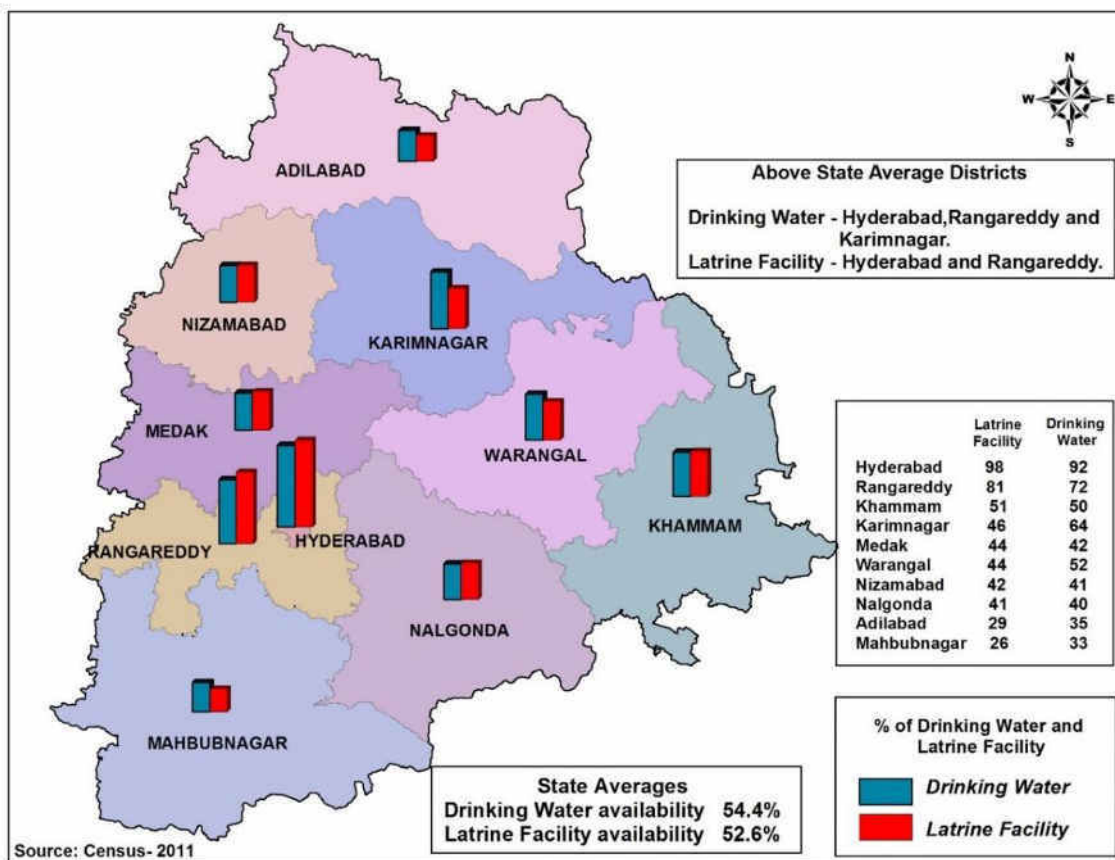 N
W E
S
ADILABAD
Above State Average Districts
Drinking Water - Hyderabad,Rangareddy and
Karimnagar.
Latrine Facility - Hyderabad and Rangareddy.
NIZAMABAD
KARIMNAGAR
MEDAK
WARANGAL
KHAMMAM
RANGAREDDY
HYDERABAD
NALGONDA
MAHBUBNAGAR
Latrine Drinking
Facility Water
Hyderabad 98 92
Rangareddy 81 72
Khammam 51 50
Karimnagar 46 64
Medak 44 42
Warangal 44 52
Nizamabad 42 41
Nalgonda 41 40
Adilabad 29 35
Mahbubnagar 26 33
% of Drinking Water and
Latrine Facility
Drinking Water
Latrine Facility
State Averages
Drinking Water availability 54.4%
Latrine Facility availability 52.6%
Source: Census- 2011